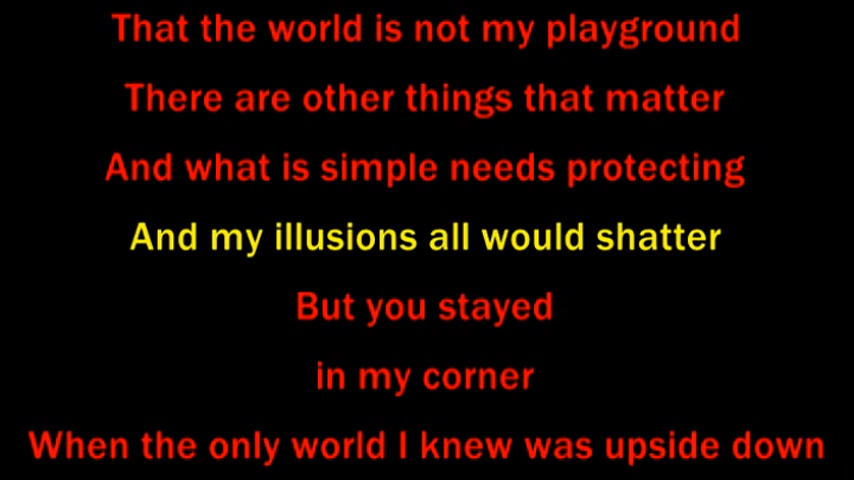 That the world is not my playground
There are other things that matter
And what is simple needs protecting
And my illusions all would shatter
But you stayed
in my corner
When the only world I knew was upside down